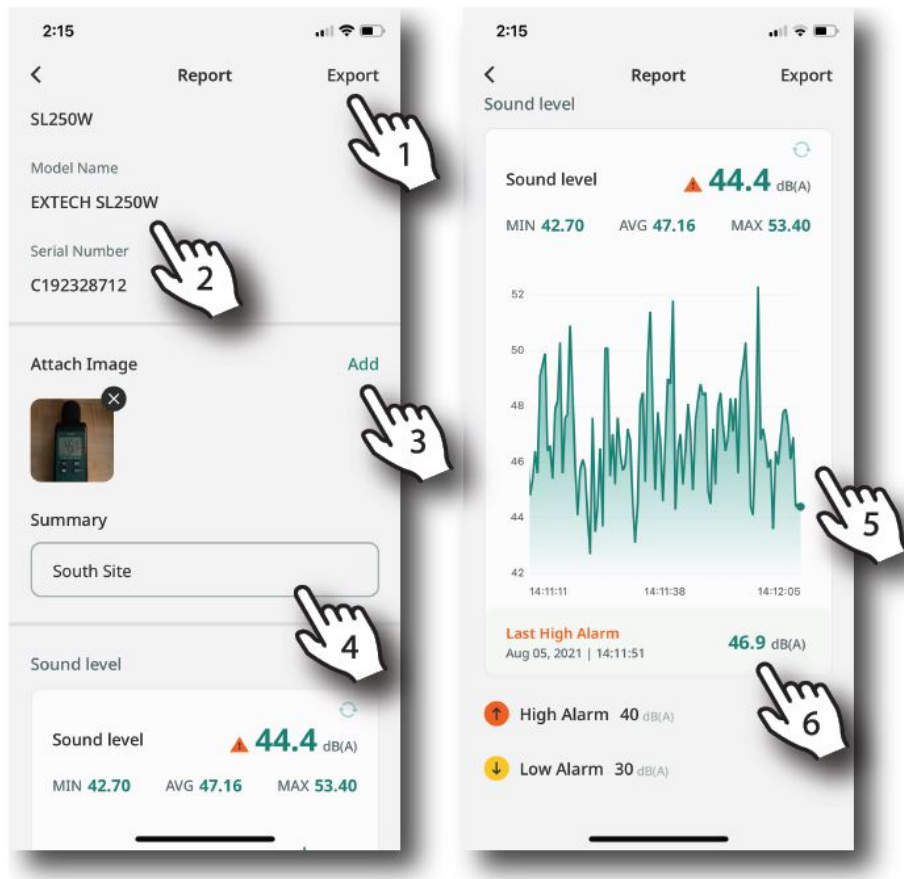 2:15
Report
Export
SL250W
Model Name
EXTECH SL250W
Serial Number
C192328712
Attach Image
Add
Summary
South Site
Sound level
Sound level
44.4 dB(A)
MIN 42.70 AVG 47.16 MAX 53.40
1
2
3
4
2:15
Report
Export
Sound level
Sound level
44.4 dB(A)
MIN 42.70 AVG 47.16 MAX 53.40
52
50
48
46
44
42
14:11:11 14:11:38 14:12:05
Last High Alarm
Aug 05, 2021 | 14:11:51
46.9 dB(A)
High Alarm 40 dB(A)
Low Alarm 30 dB(A)
5
6